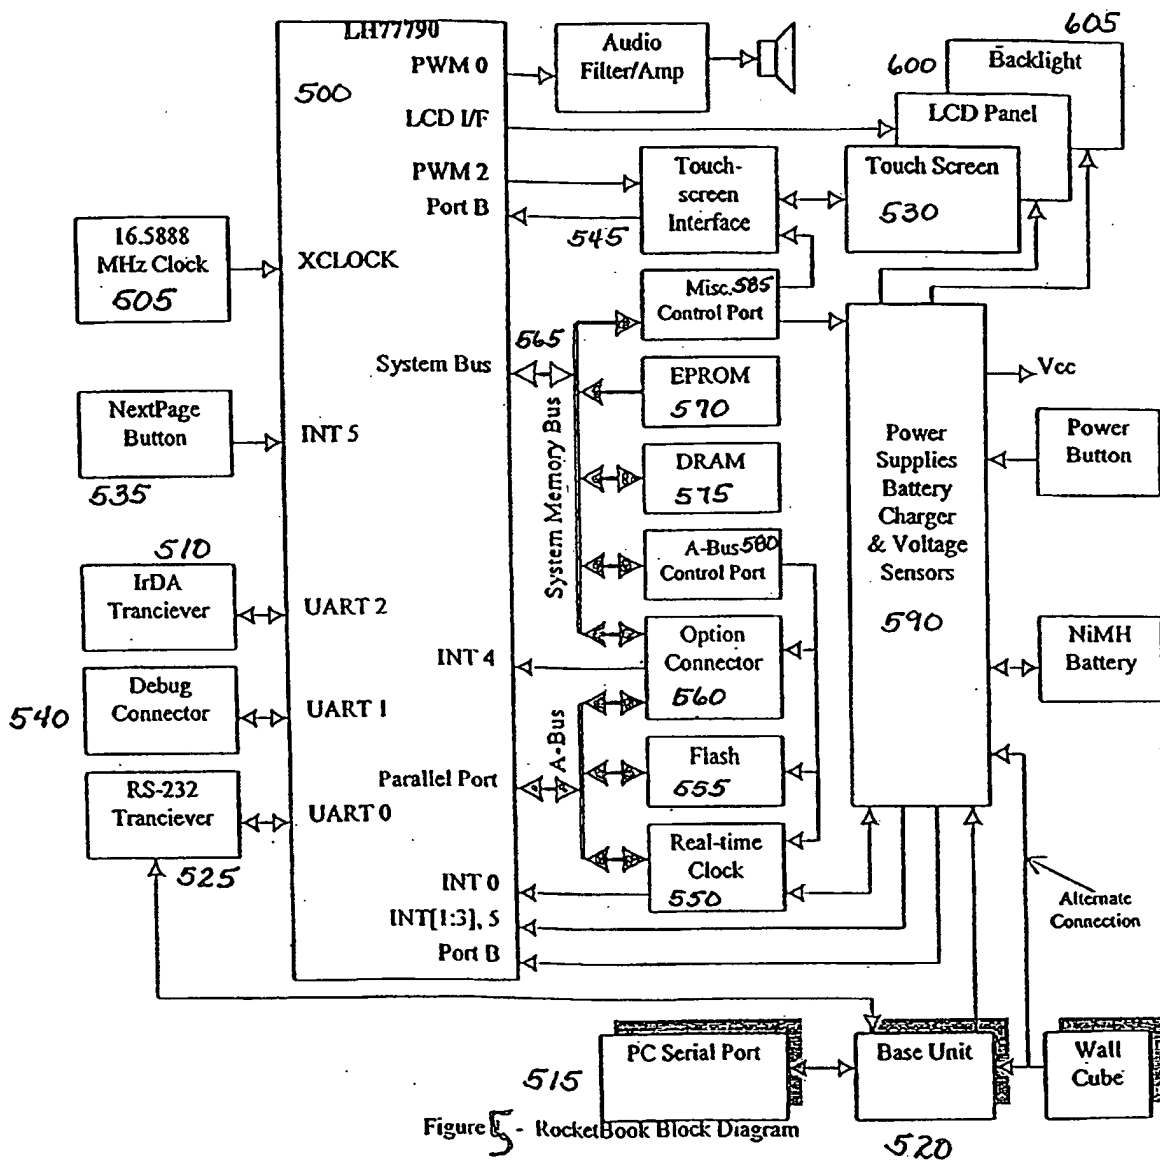 LH77790
500
PWM 0
LCD I/F
PWM 2
Port B
XCLOCK
System Bus
INT 5
UART 2
INT 4
UART 1
Parallel Port
UART 0
INT 0
INT[1:3], 5
Port B
Audio
Filter/Amp
605
Backlight
600
LCD Panel
Touch Screen
530
Touch-
screen
Interface
545
16.5888
MHz Clock
505
Misc. 585
Control Port
565
EPROM
570
System Memory Bus
DRAM
575
A-Bus 580
Control Port
Option
Connector
560
A-Bus
Flash
555
Real-time
Clock
550
NextPage
Button
535
510
IrDA
Tranciever
Debug
Connector
540
RS-232
Tranciever
525
Power
Supplies
Battery
Charger
& Voltage
Sensors
590
Vcc
Power
Button
NiMH
Battery
Alternate
Connection
PC Serial Port
515
Base Unit
520
Wall
Cube
Figure 5 - RocketBook Block Diagram